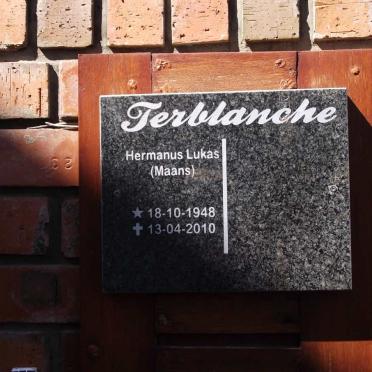 Terblanche
Hermanus Lukas
(Maans)
★ 18-10-1948
✝ 13-04-2010